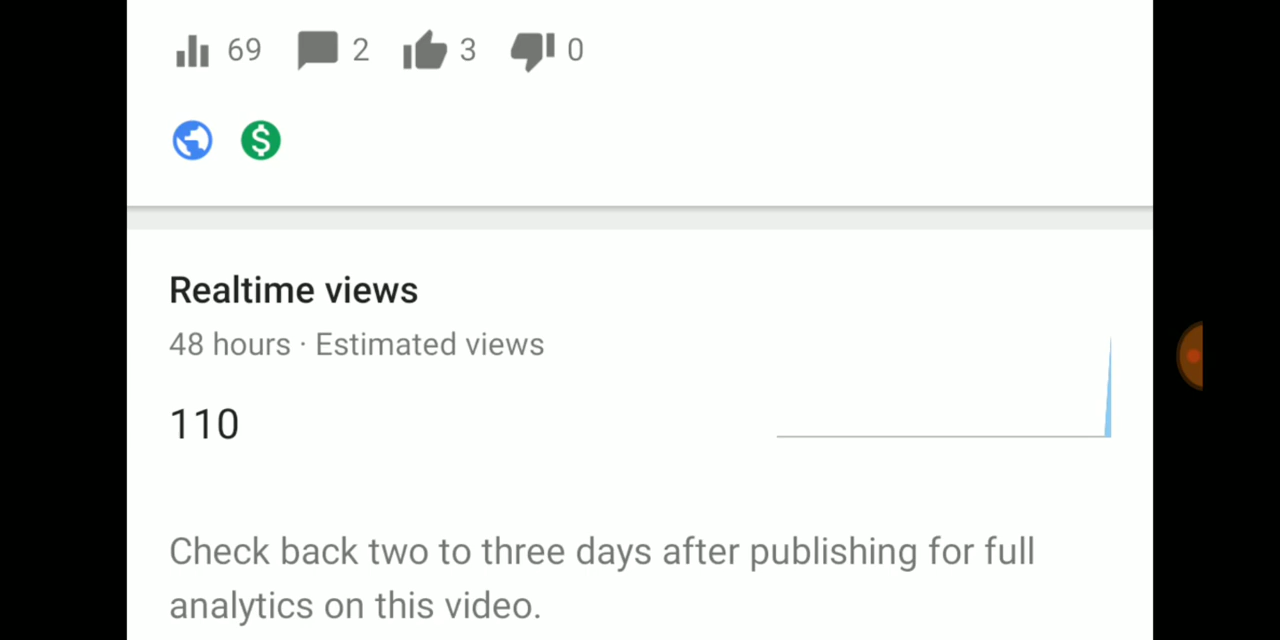 69 2 3 0
Realtime views
48 hours · Estimated views
110
Check back two to three days after publishing for full
analytics on this video.